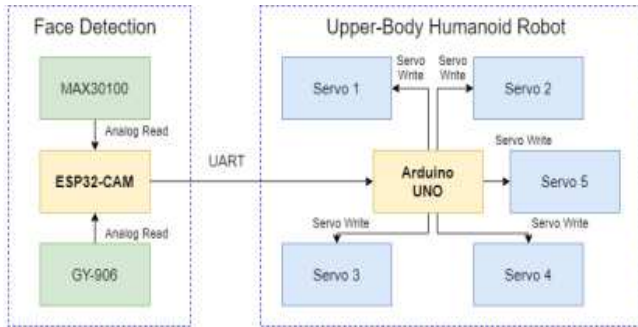 Face Detection
Upper-Body Humanoid Robot
MAX30100
Analog Read
ESP32-CAM
Analog Read
GY-906
UART
Servo 1
Servo
Write
Servo
Write
Servo 2
Arduino
UNO
Servo Write
Servo 5
Servo Write
Servo 3
Servo Write
Servo 4